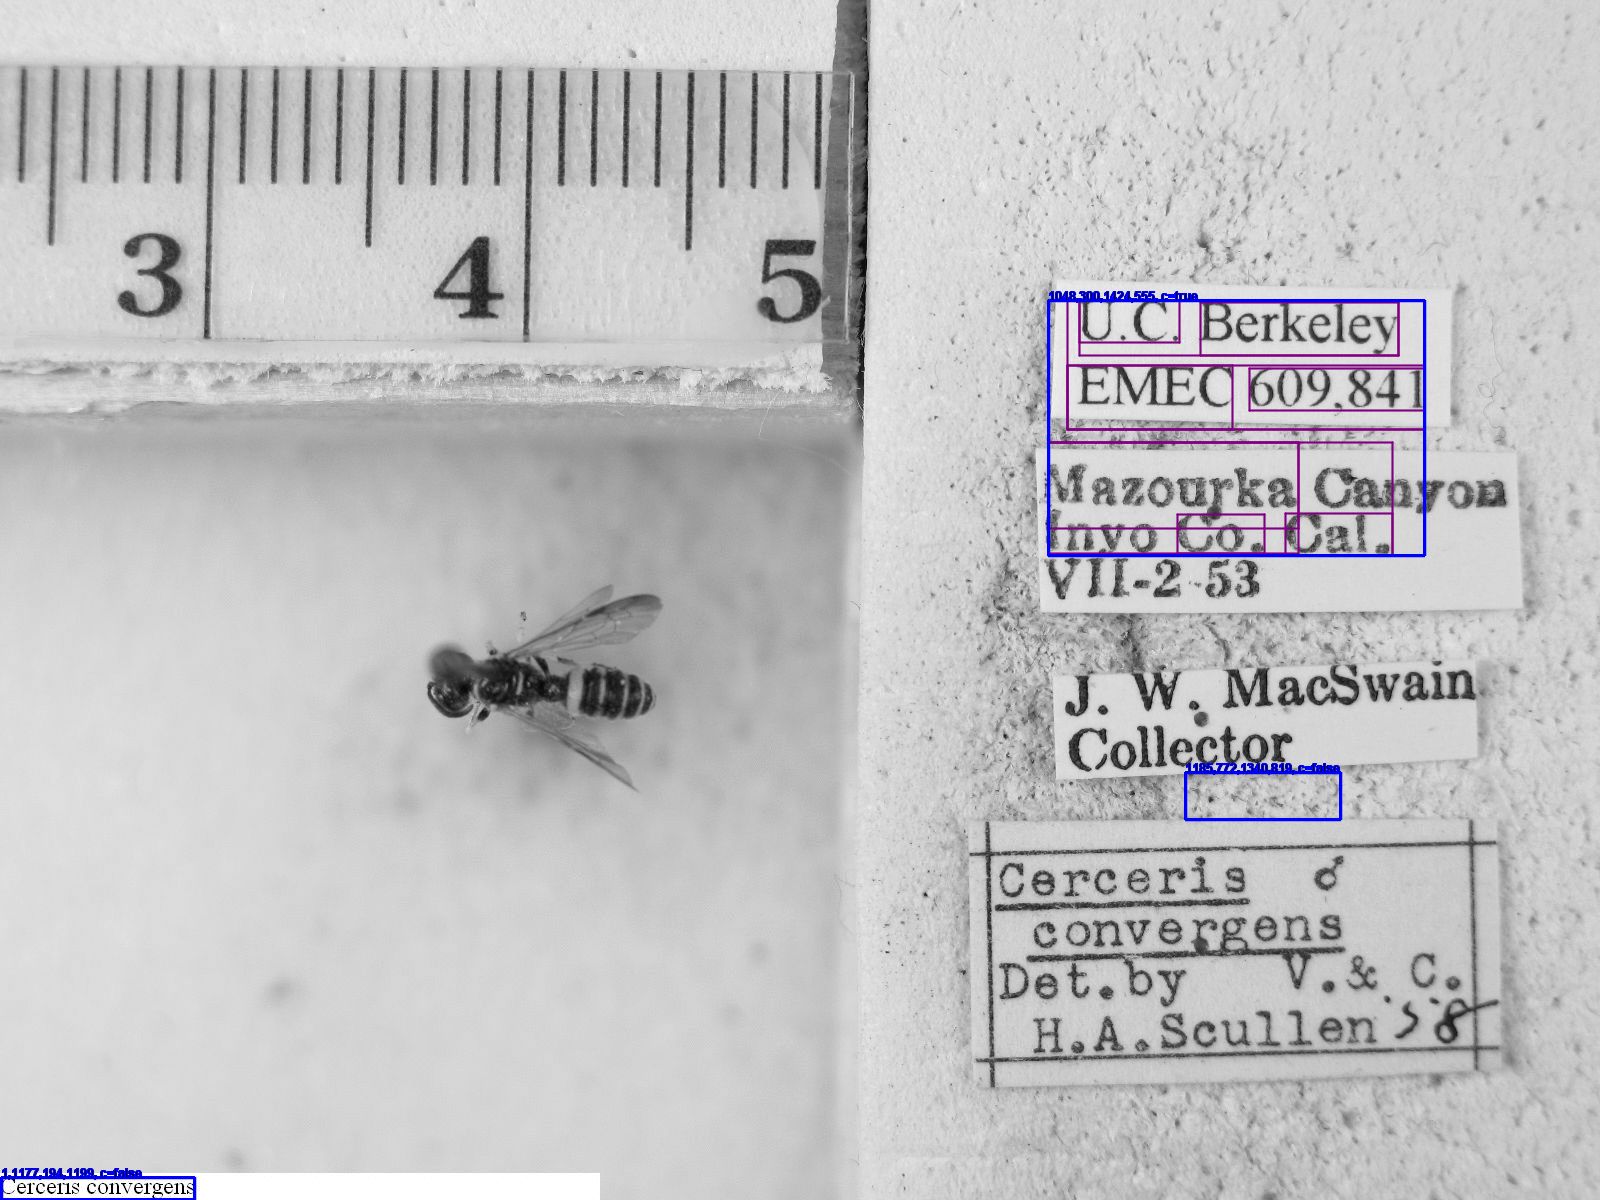 3 4 5
1048,300,1424,555, c=true
U.C. Berkeley
EMEC 609,841
Mazourka Canyon
Inyo Co. Cal.
VII-2-53
J. W. MacSwain
Collector
1185,772,1340,819, c=false
Cerceris ♂
convergens
Det.by V.& C.
H.A.Scullen '58
1,1177,194,1199, c=false
Cerceris convergens